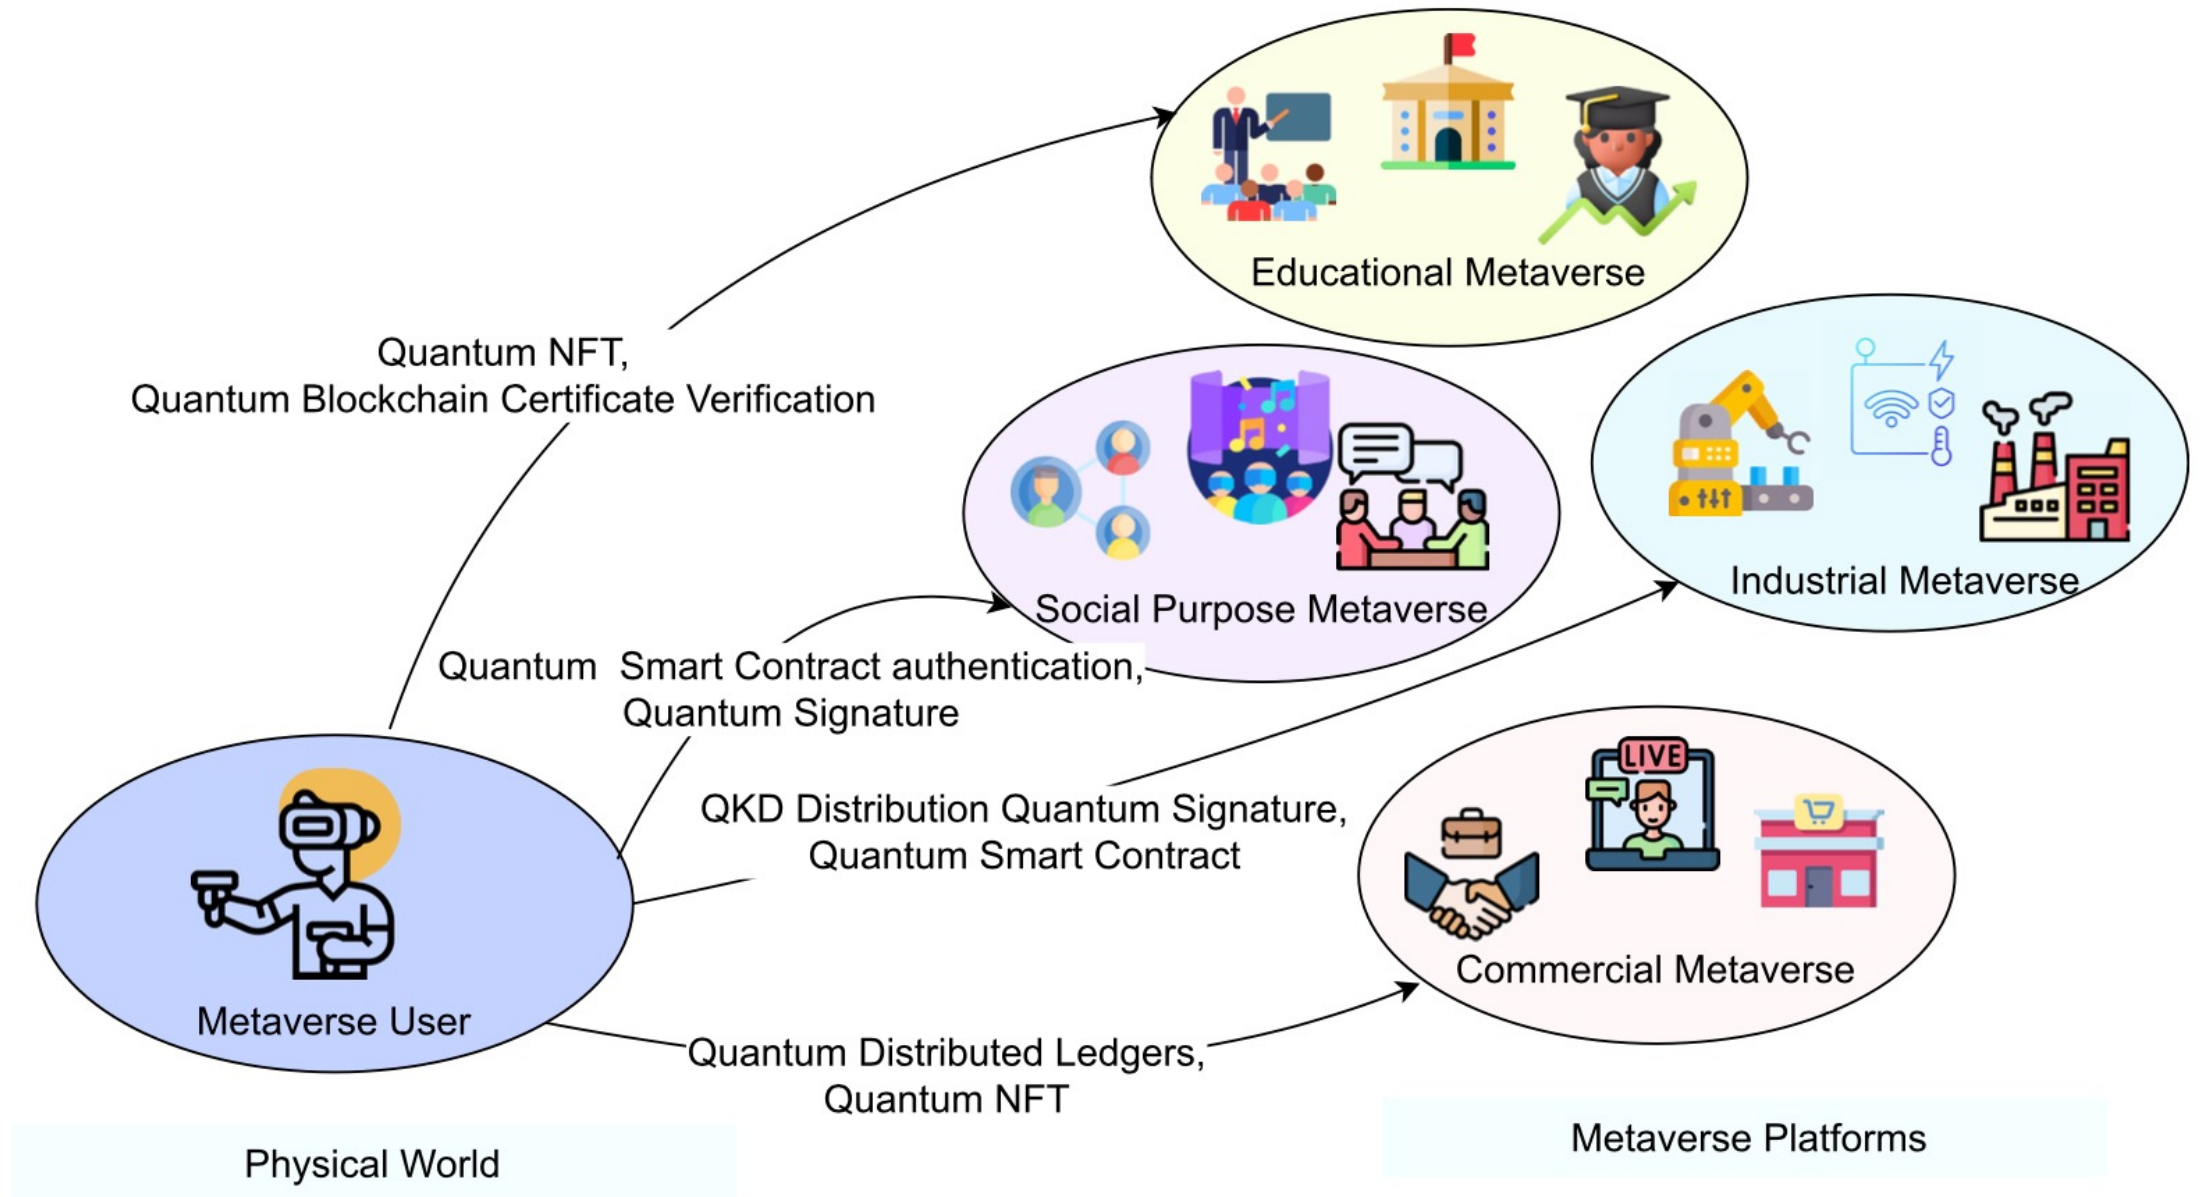 Educational Metaverse
Quantum NFT,
Quantum Blockchain Certificate Verification
Industrial Metaverse
Social Purpose Metaverse
Quantum  Smart Contract authentication,
Quantum Signature
LIVE
QKD Distribution Quantum Signature,
Quantum Smart Contract
Commercial Metaverse
Metaverse User
Quantum Distributed Ledgers,
Quantum NFT
Metaverse Platforms
Physical World